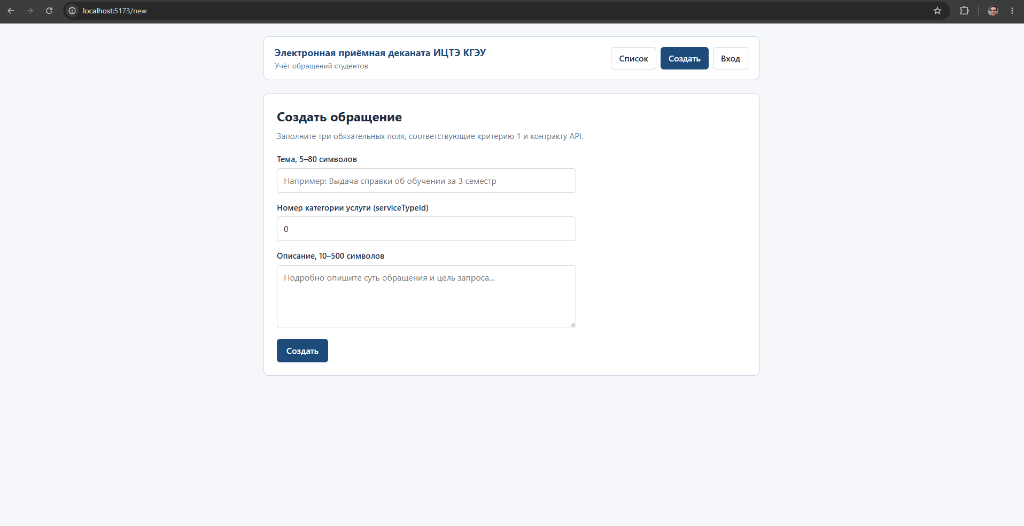 localhost:5173/new
Электронная приёмная деканата ИЦТЭ КГЭУ
Учёт обращений студентов
Список
Создать
Вход
Создать обращение
Заполните три обязательных поля, соответствующие критерию 1 и контракту API.
Тема, 5–80 символов
Например: Выдача справки об обучении за 3 семестр
Номер категории услуги (serviceTypeId)
0
Описание, 10–500 символов
Подробно опишите суть обращения и цель запроса...
Создать